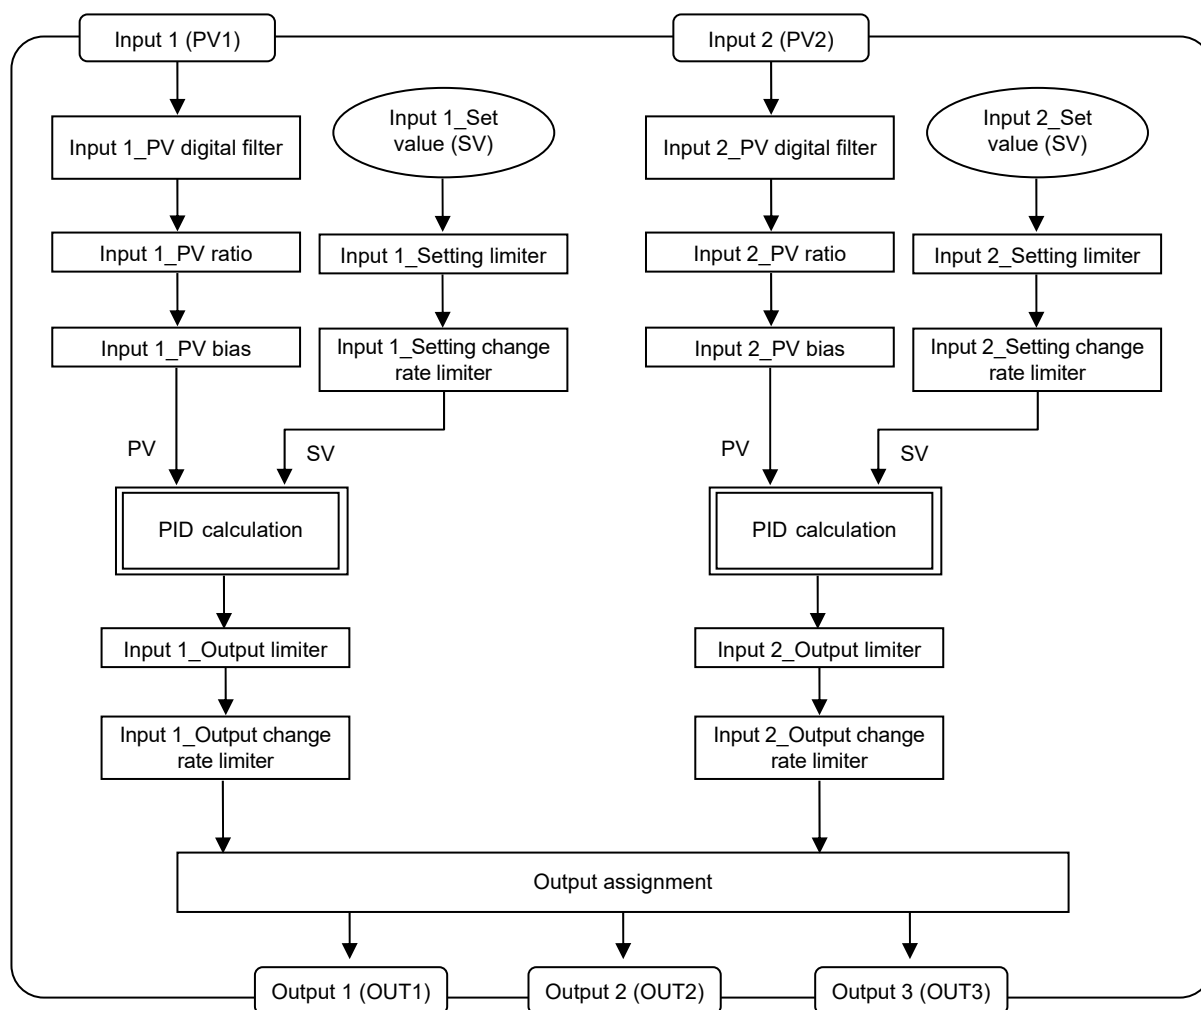 Input 1 (PV1)
Input 2 (PV2)
Input 1_Set
value (SV)
Input 2_Set
value (SV)
Input 1_PV digital filter
Input 2_PV digital filter
Input 1_PV ratio
Input 1_Setting limiter
Input 2_PV ratio
Input 2_Setting limiter
Input 1_PV bias
Input 1_Setting change
rate limiter
Input 2_PV bias
Input 2_Setting change
rate limiter
PV
SV
PV
SV
PID calculation
PID calculation
Input 1_Output limiter
Input 2_Output limiter
Input 1_Output change
rate limiter
Input 2_Output change
rate limiter
Output assignment
Output 1 (OUT1)
Output 2 (OUT2)
Output 3 (OUT3)